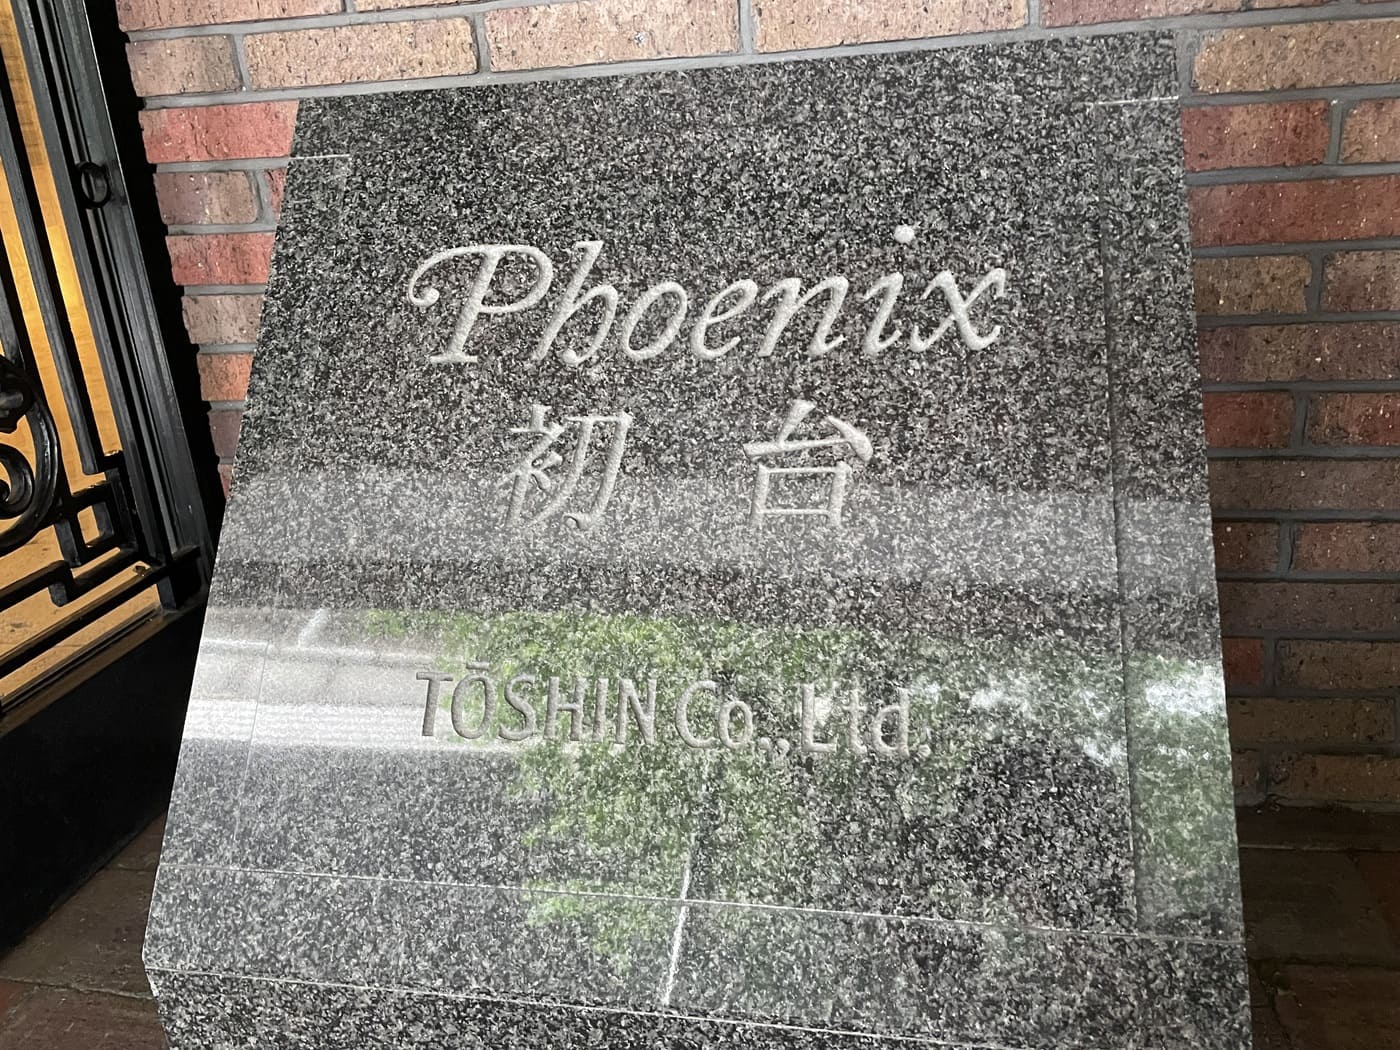 Phoenix
初台
TŌSHIN Co.,Ltd.